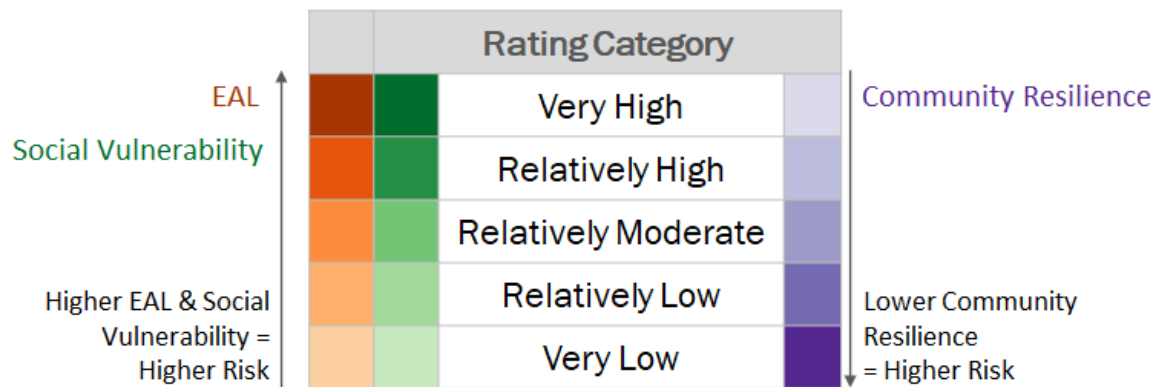 Rating Category
EAL
Social Vulnerability
Very High
Relatively High
Relatively Moderate
Relatively Low
Very Low
Community Resilience
Higher EAL & Social
Vulnerability =
Higher Risk
Lower Community
Resilience
= Higher Risk